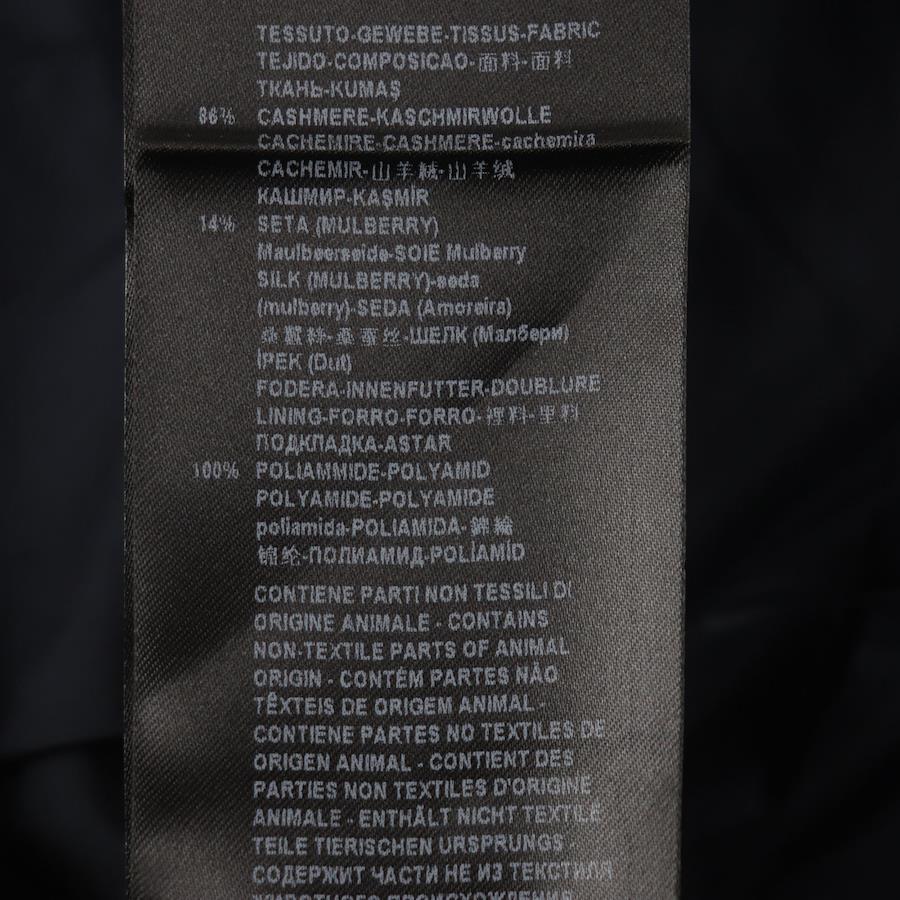 TESSUTO-GEWEBE-TISSUS-FABRIC
TEJIDO-COMPOSICAO-面料-面料
ТКАНЬ-KUMAŞ
86% CASHMERE-KASCHMIRWOLLE
CACHEMIRE-CASHMERE-cachemira
CACHEMIR-山羊絨-山羊绒
КАШМИР-KAŞMİR
14% SETA (MULBERRY)
Maulbeerseide-SOIE Mulberry
SILK (MULBERRY)-seda
(mulberry)-SEDA (Amoreira)
桑蠶絲-桑蚕丝-ШЕЛК (Малбери)
İPEK (Dut)
FODERA-INNENFUTTER-DOUBLURE
LINING-FORRO-FORRO-裡料-里料
ПОДКЛАДКА-ASTAR
100% POLIAMMIDE-POLYAMID
POLYAMIDE-POLYAMIDE
poliamida-POLIAMIDA-錦綸
锦纶-ПОЛИАМИД-POLİAMİD
CONTIENE PARTI NON TESSILI DI
ORIGINE ANIMALE - CONTAINS
NON-TEXTILE PARTS OF ANIMAL
ORIGIN - CONTÉM PARTES NÃO
TÊXTEIS DE ORIGEM ANIMAL -
CONTIENE PARTES NO TEXTILES DE
ORIGEN ANIMAL - CONTIENT DES
PARTIES NON TEXTILES D'ORIGINE
ANIMALE - ENTHÄLT NICHT TEXTILE
TEILE TIERISCHEN URSPRUNGS -
СОДЕРЖИТ ЧАСТИ НЕ ИЗ ТЕКСТИЛЯ